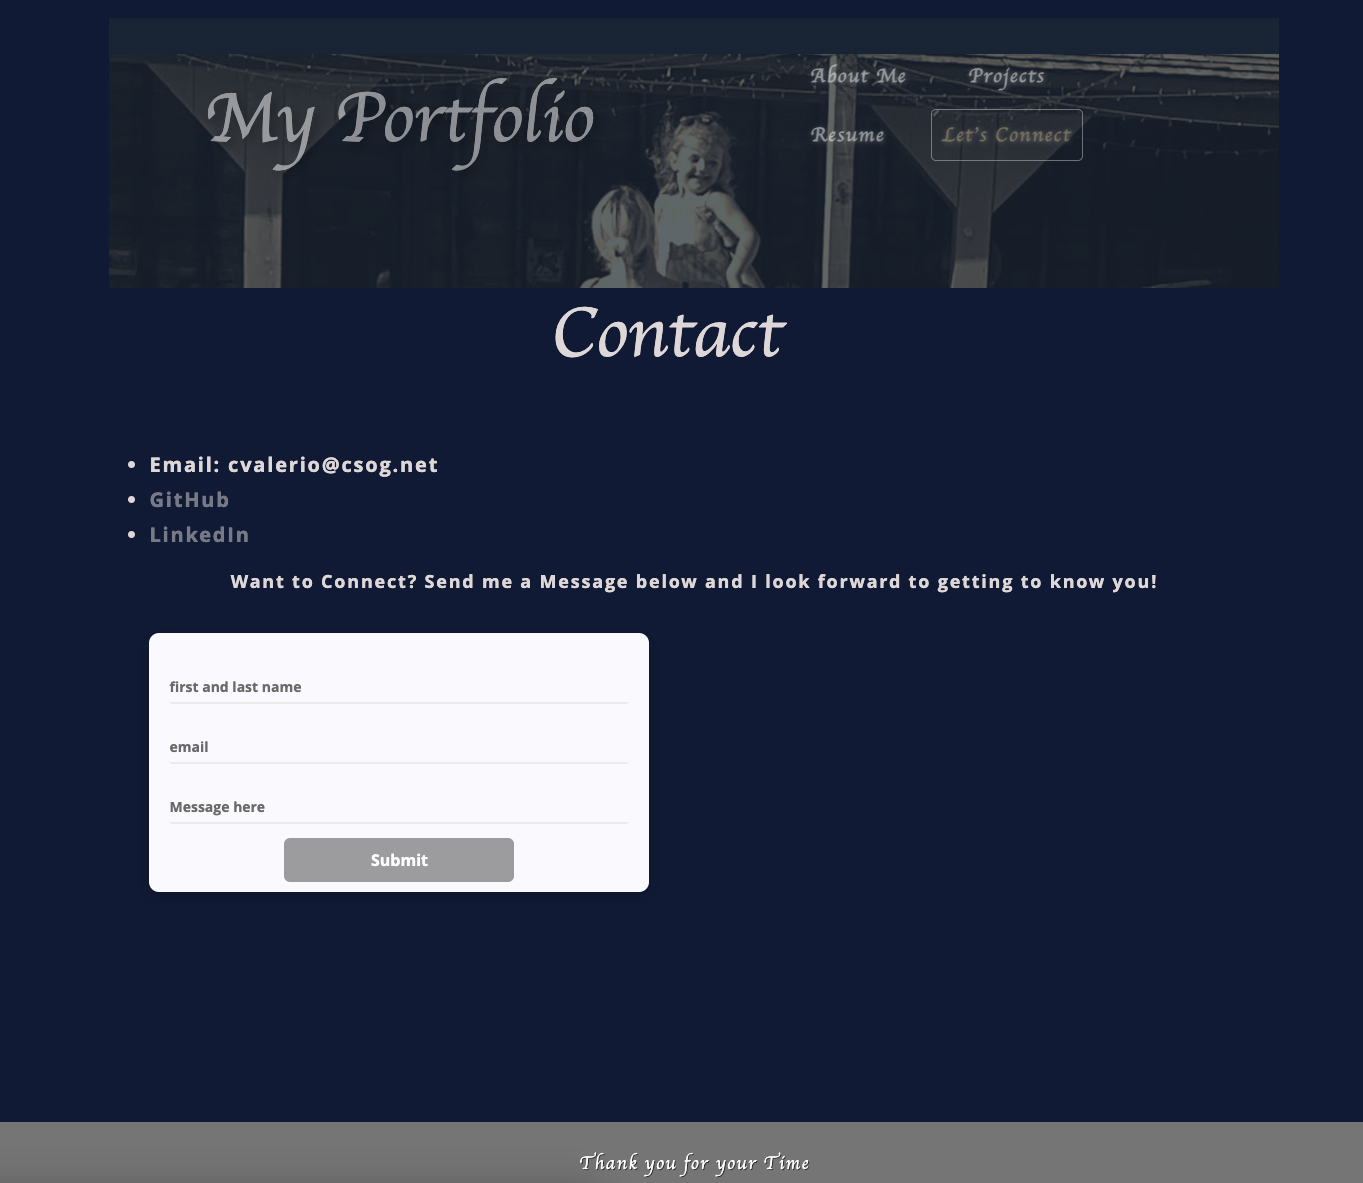 My Portfolio
About Me
Projects
Resume
Let's Connect
Contact
Email: cvalerio@csog.net
GitHub
LinkedIn
Want to Connect? Send me a Message below and I look forward to getting to know you!
first and last name
email
Message here
Submit
Thank you for your Time